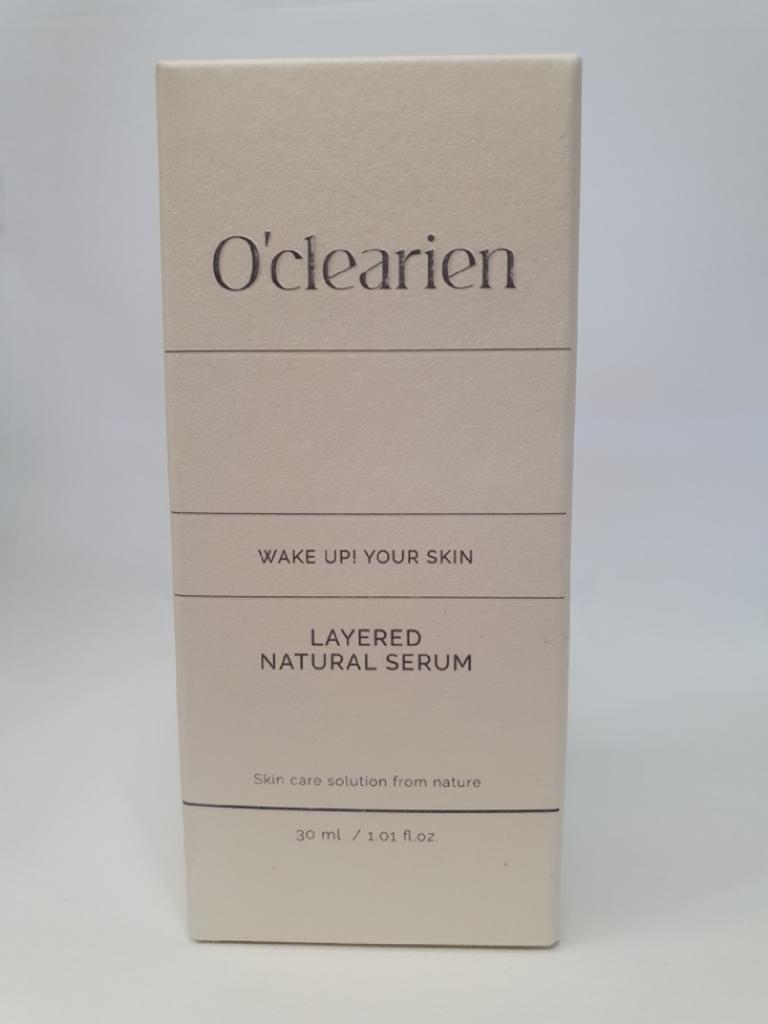 O'clearien
WAKE UP! YOUR SKIN
LAYERED
NATURAL SERUM
Skin care solution from nature
30 ml / 1.01 fl.oz.